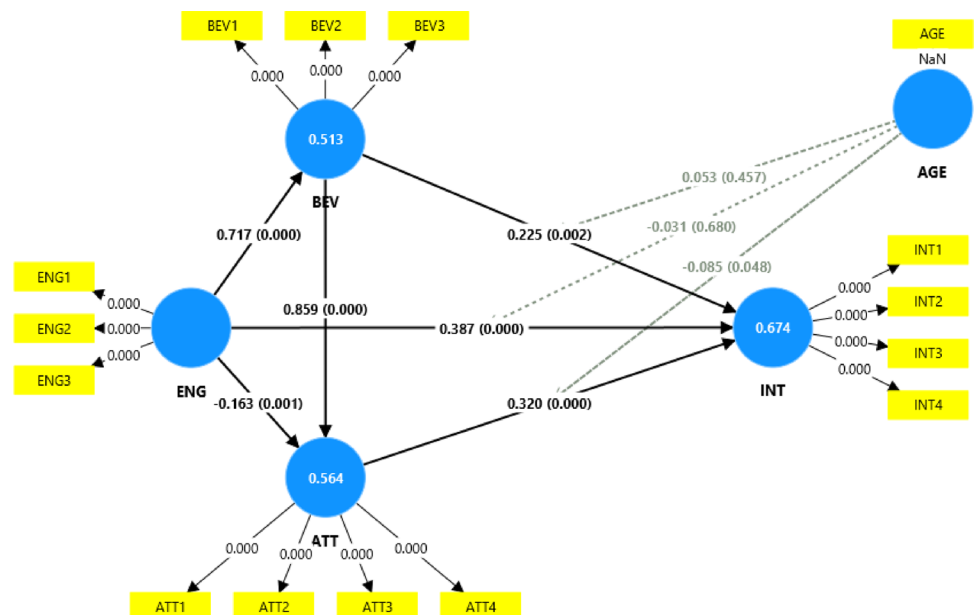 BEV1
BEV2
BEV3
AGE
NaN
0.000
0.000
0.000
0.513
BEV
AGE
0.053 (0.457)
0.717 (0.000)
0.225 (0.002)
-0.031 (0.680)
-0.085 (0.048)
INT1
ENG1
0.000
0.000
INT2
0.859 (0.000)
ENG2
0.000
0.387 (0.000)
0.674
0.000
0.000
INT3
ENG3
0.000
0.000
ENG
INT
INT4
-0.163 (0.001)
0.320 (0.000)
0.564
ATT
0.000
0.000
0.000
0.000
ATT1
ATT2
ATT3
ATT4